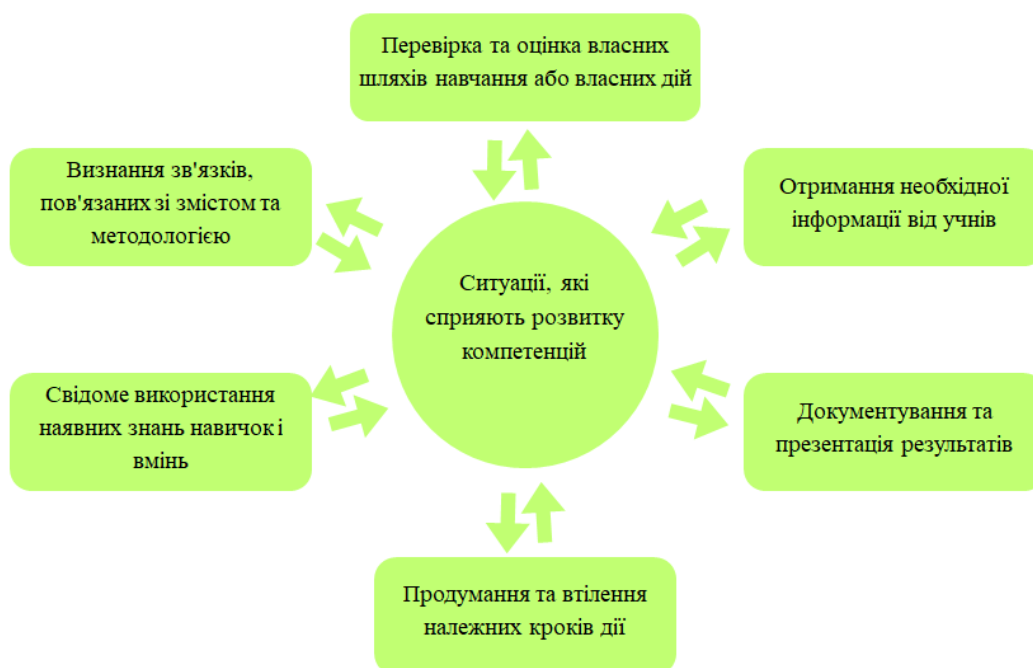 Перевірка та оцінка власних
шляхів навчання або власних дій
Визнання зв'язків,
пов'язаних зі змістом та
методологією
Отримання необхідної
інформації від учнів
Ситуації, які
сприяють розвитку
компетенцій
Свідоме використання
наявних знань навичок і
вмінь
Документування та
презентація результатів
Продумання та втілення
належних кроків дії